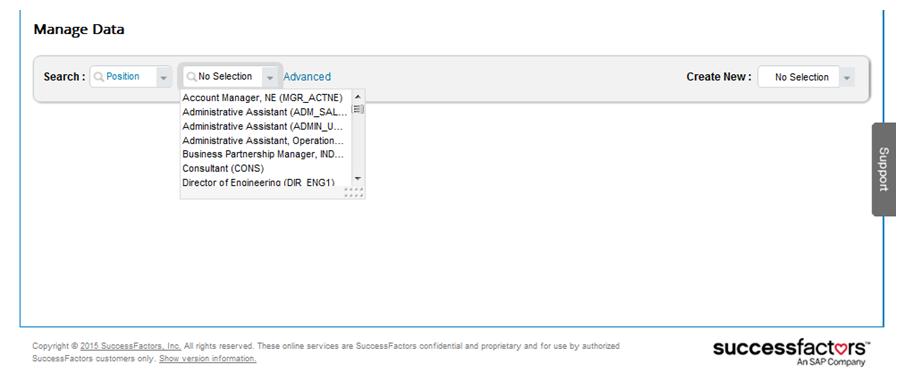 Manage Data
Search : Position No Selection Advanced Create New : No Selection
Account Manager, NE (MGR_ACTNE)
Administrative Assistant (ADM_SAL...
Administrative Assistant (ADMIN_U...
Administrative Assistant, Operation...
Business Partnership Manager, IND...
Consultant (CONS)
Director of Engineering (DIR_ENG1)
Support
Copyright © 2015 SuccessFactors, Inc. All rights reserved. These online services are SuccessFactors confidential and proprietary and for use by authorized
SuccessFactors customers only. Show version information.
successfactors™
An SAP Company